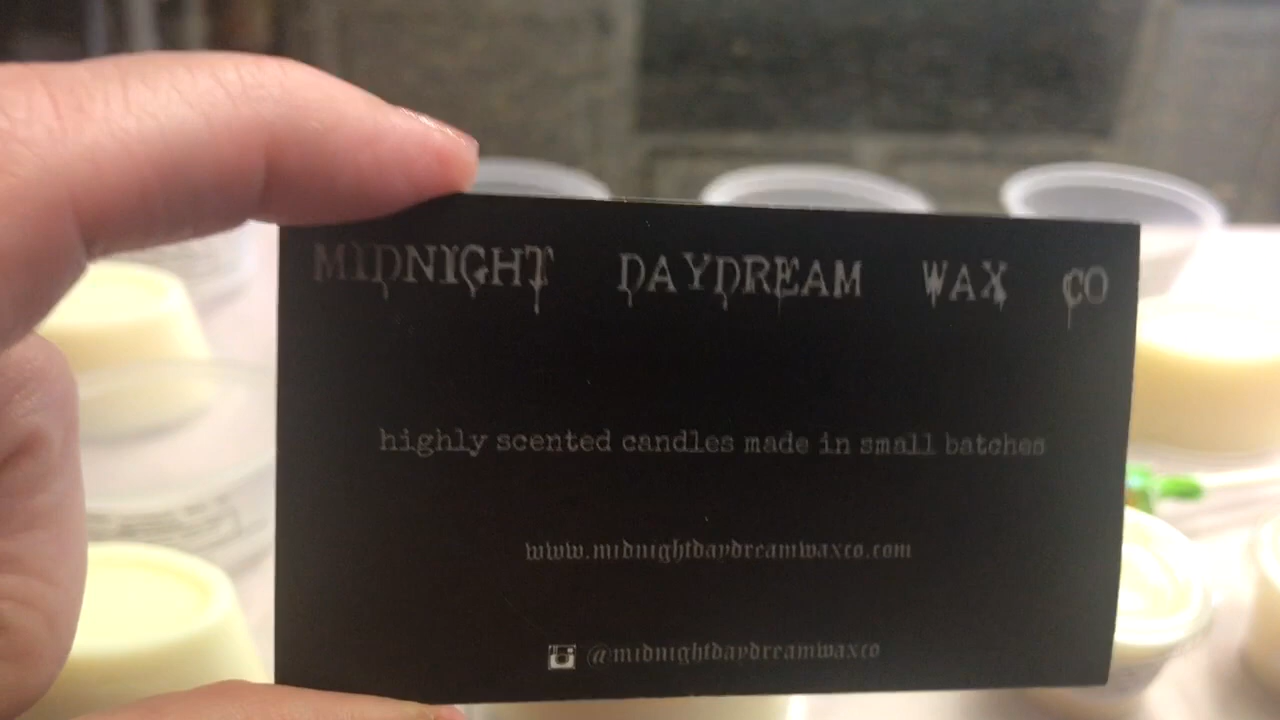 MIDNIGHT DAYDREAM WAX CO
highly scented candles made in small batches
www.midnightdaydreamwaxco.com
@midnightdaydreamwaxco